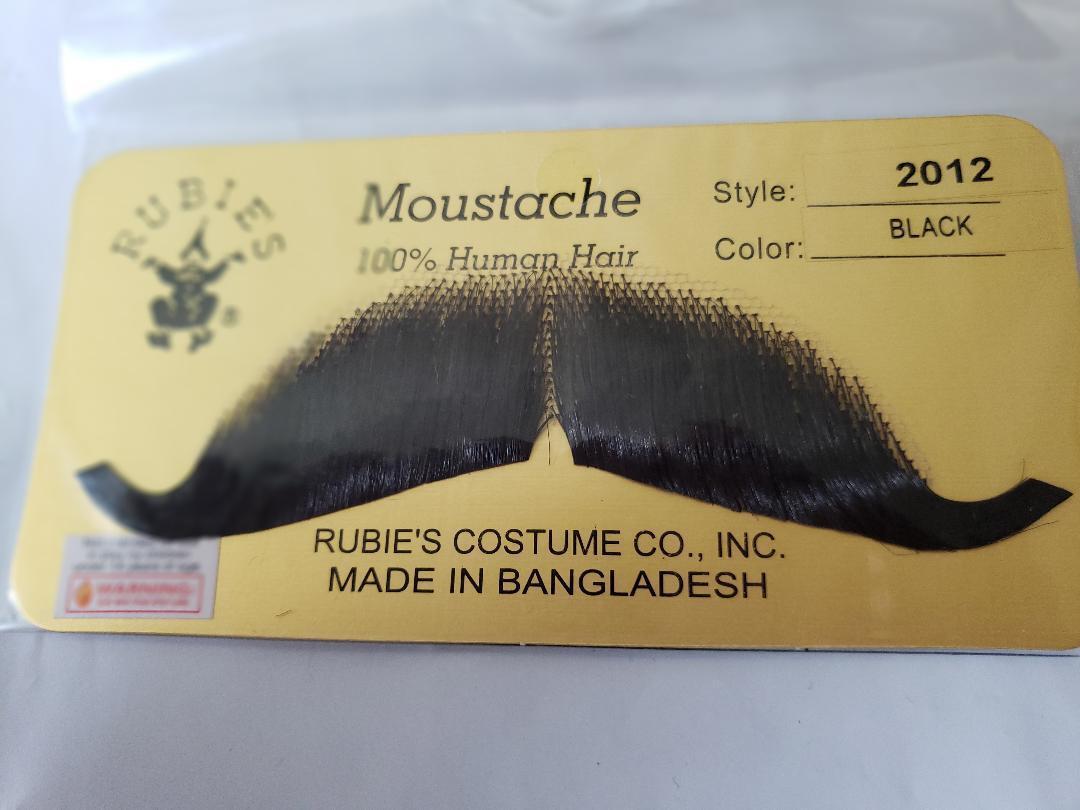 RUBIES
®
Moustache
100% Human Hair
Style: 2012
Color: BLACK
RUBIE'S COSTUME CO., INC.
MADE IN BANGLADESH
WARNING: